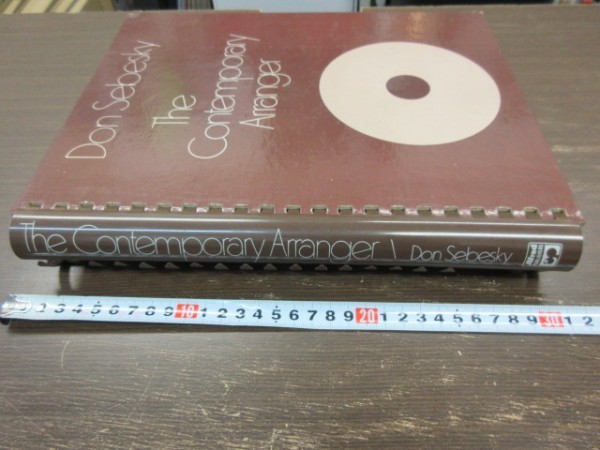 Don Sebesky
The
Contemporary
Arranger
The Contemporary Arranger \ Don Sebesky
2 3 4 5 6 7 8 9 10 1 2 3 4 5 6 7 8 9 20 1 2 3 4 5 6 7 8 9 30 1 2